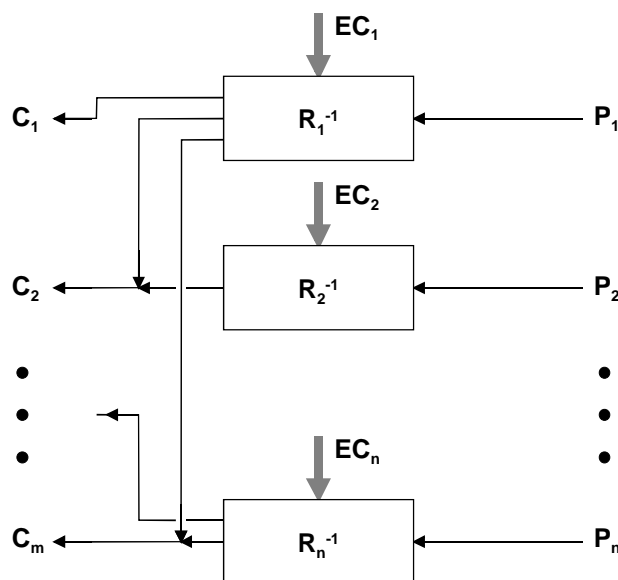 EC₁
C₁ R₁⁻¹ P₁
EC₂
C₂ R₂⁻¹ P₂
ECₙ
Cₘ Rₙ⁻¹ Pₙ